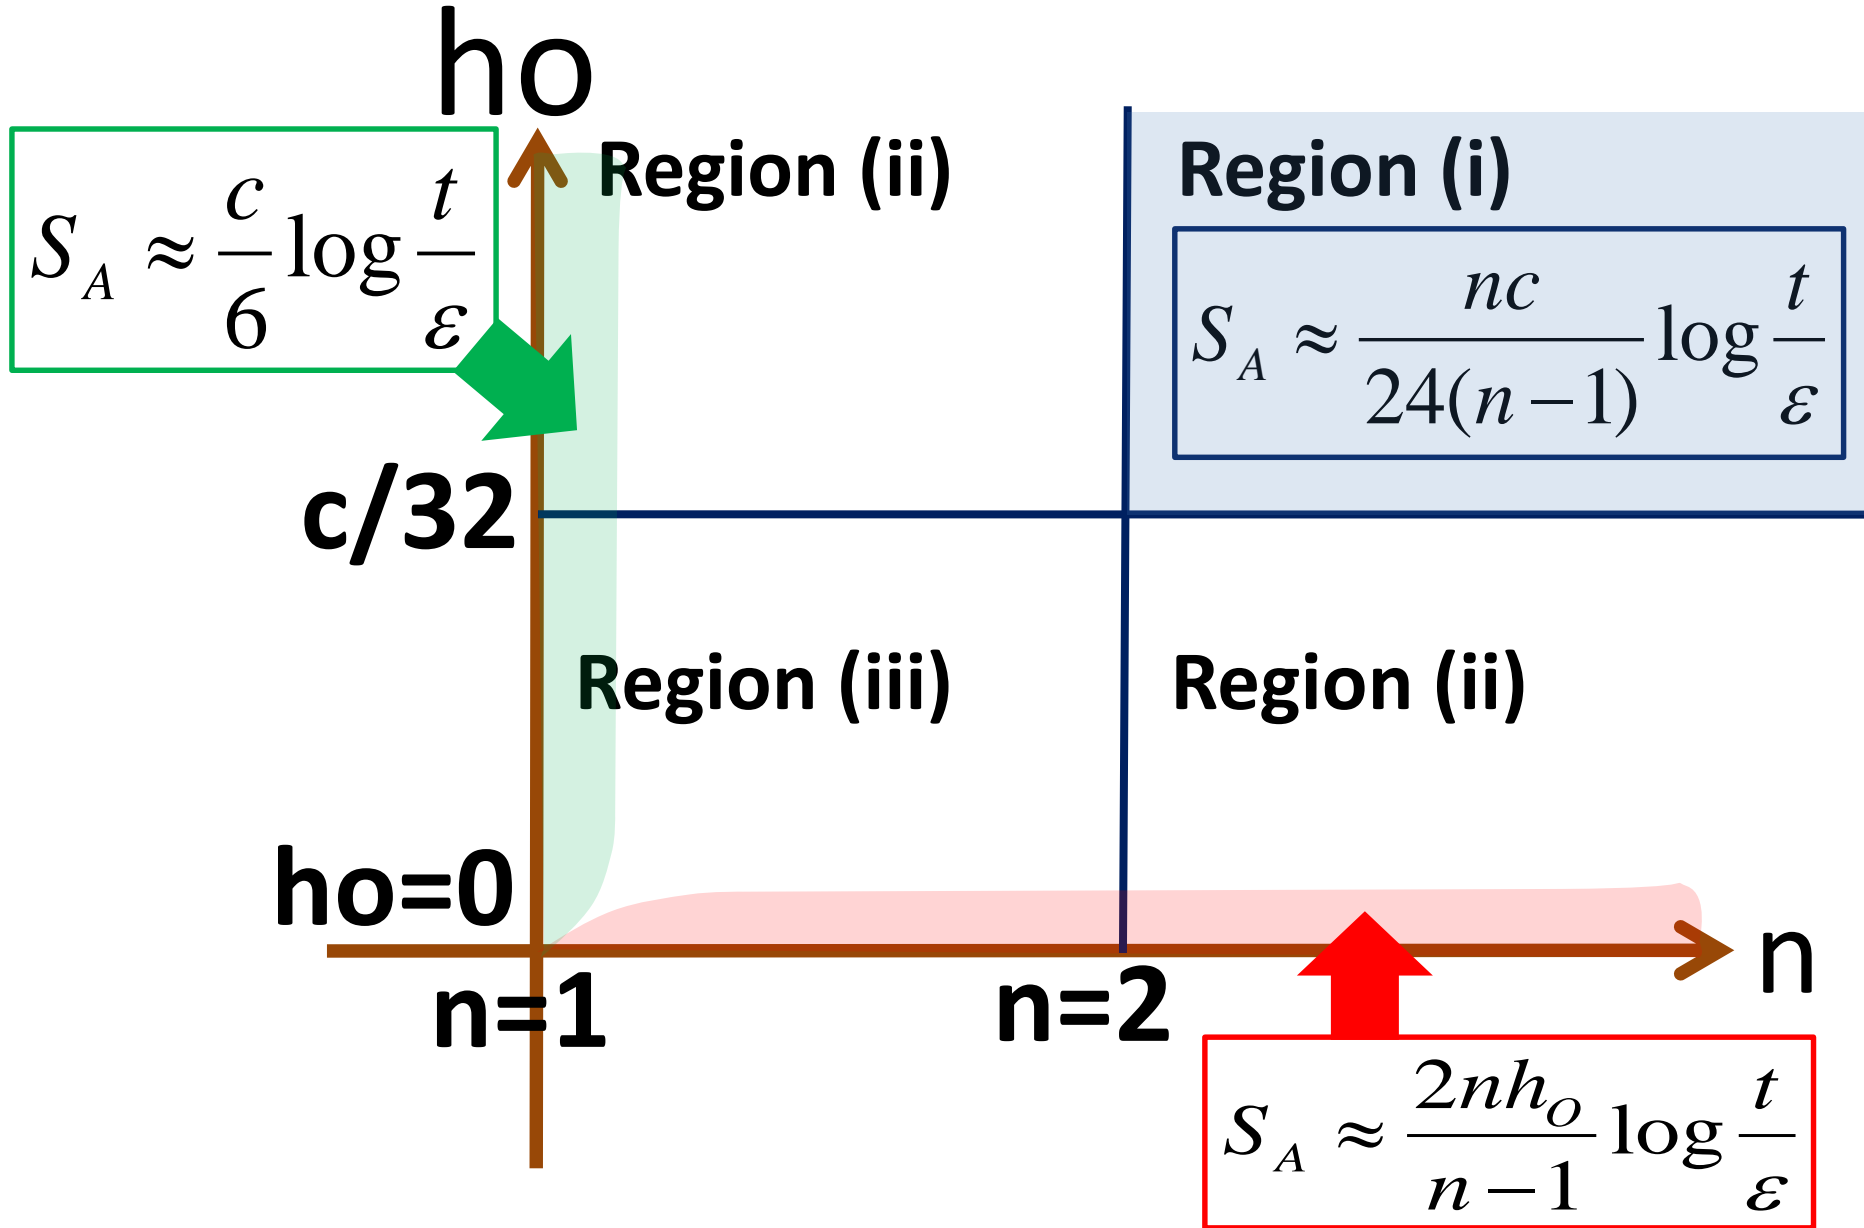 ho
Region (ii)
Region (i)
S_A ≈ c/6 log t/ε
S_A ≈ nc/24(n−1) log t/ε
c/32
Region (iii)
Region (ii)
ho=0
n
n=1
n=2
S_A ≈ 2nh_O/n−1 log t/ε